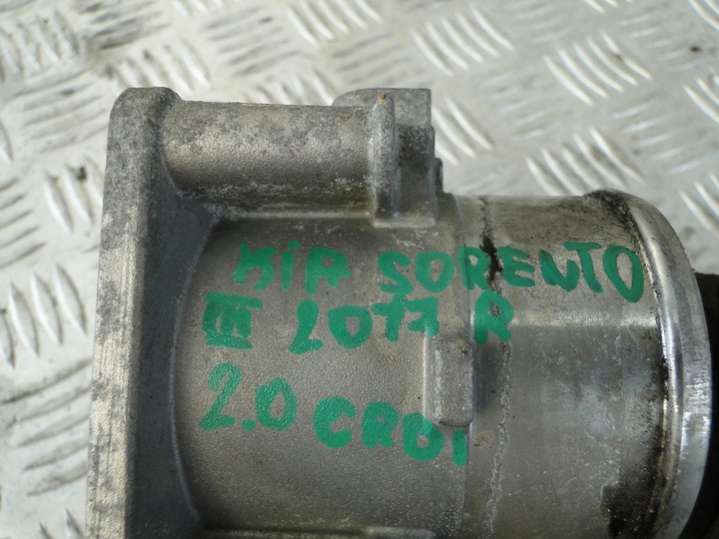 KIA SORENTO
III 2017 R
2.0 CRDI